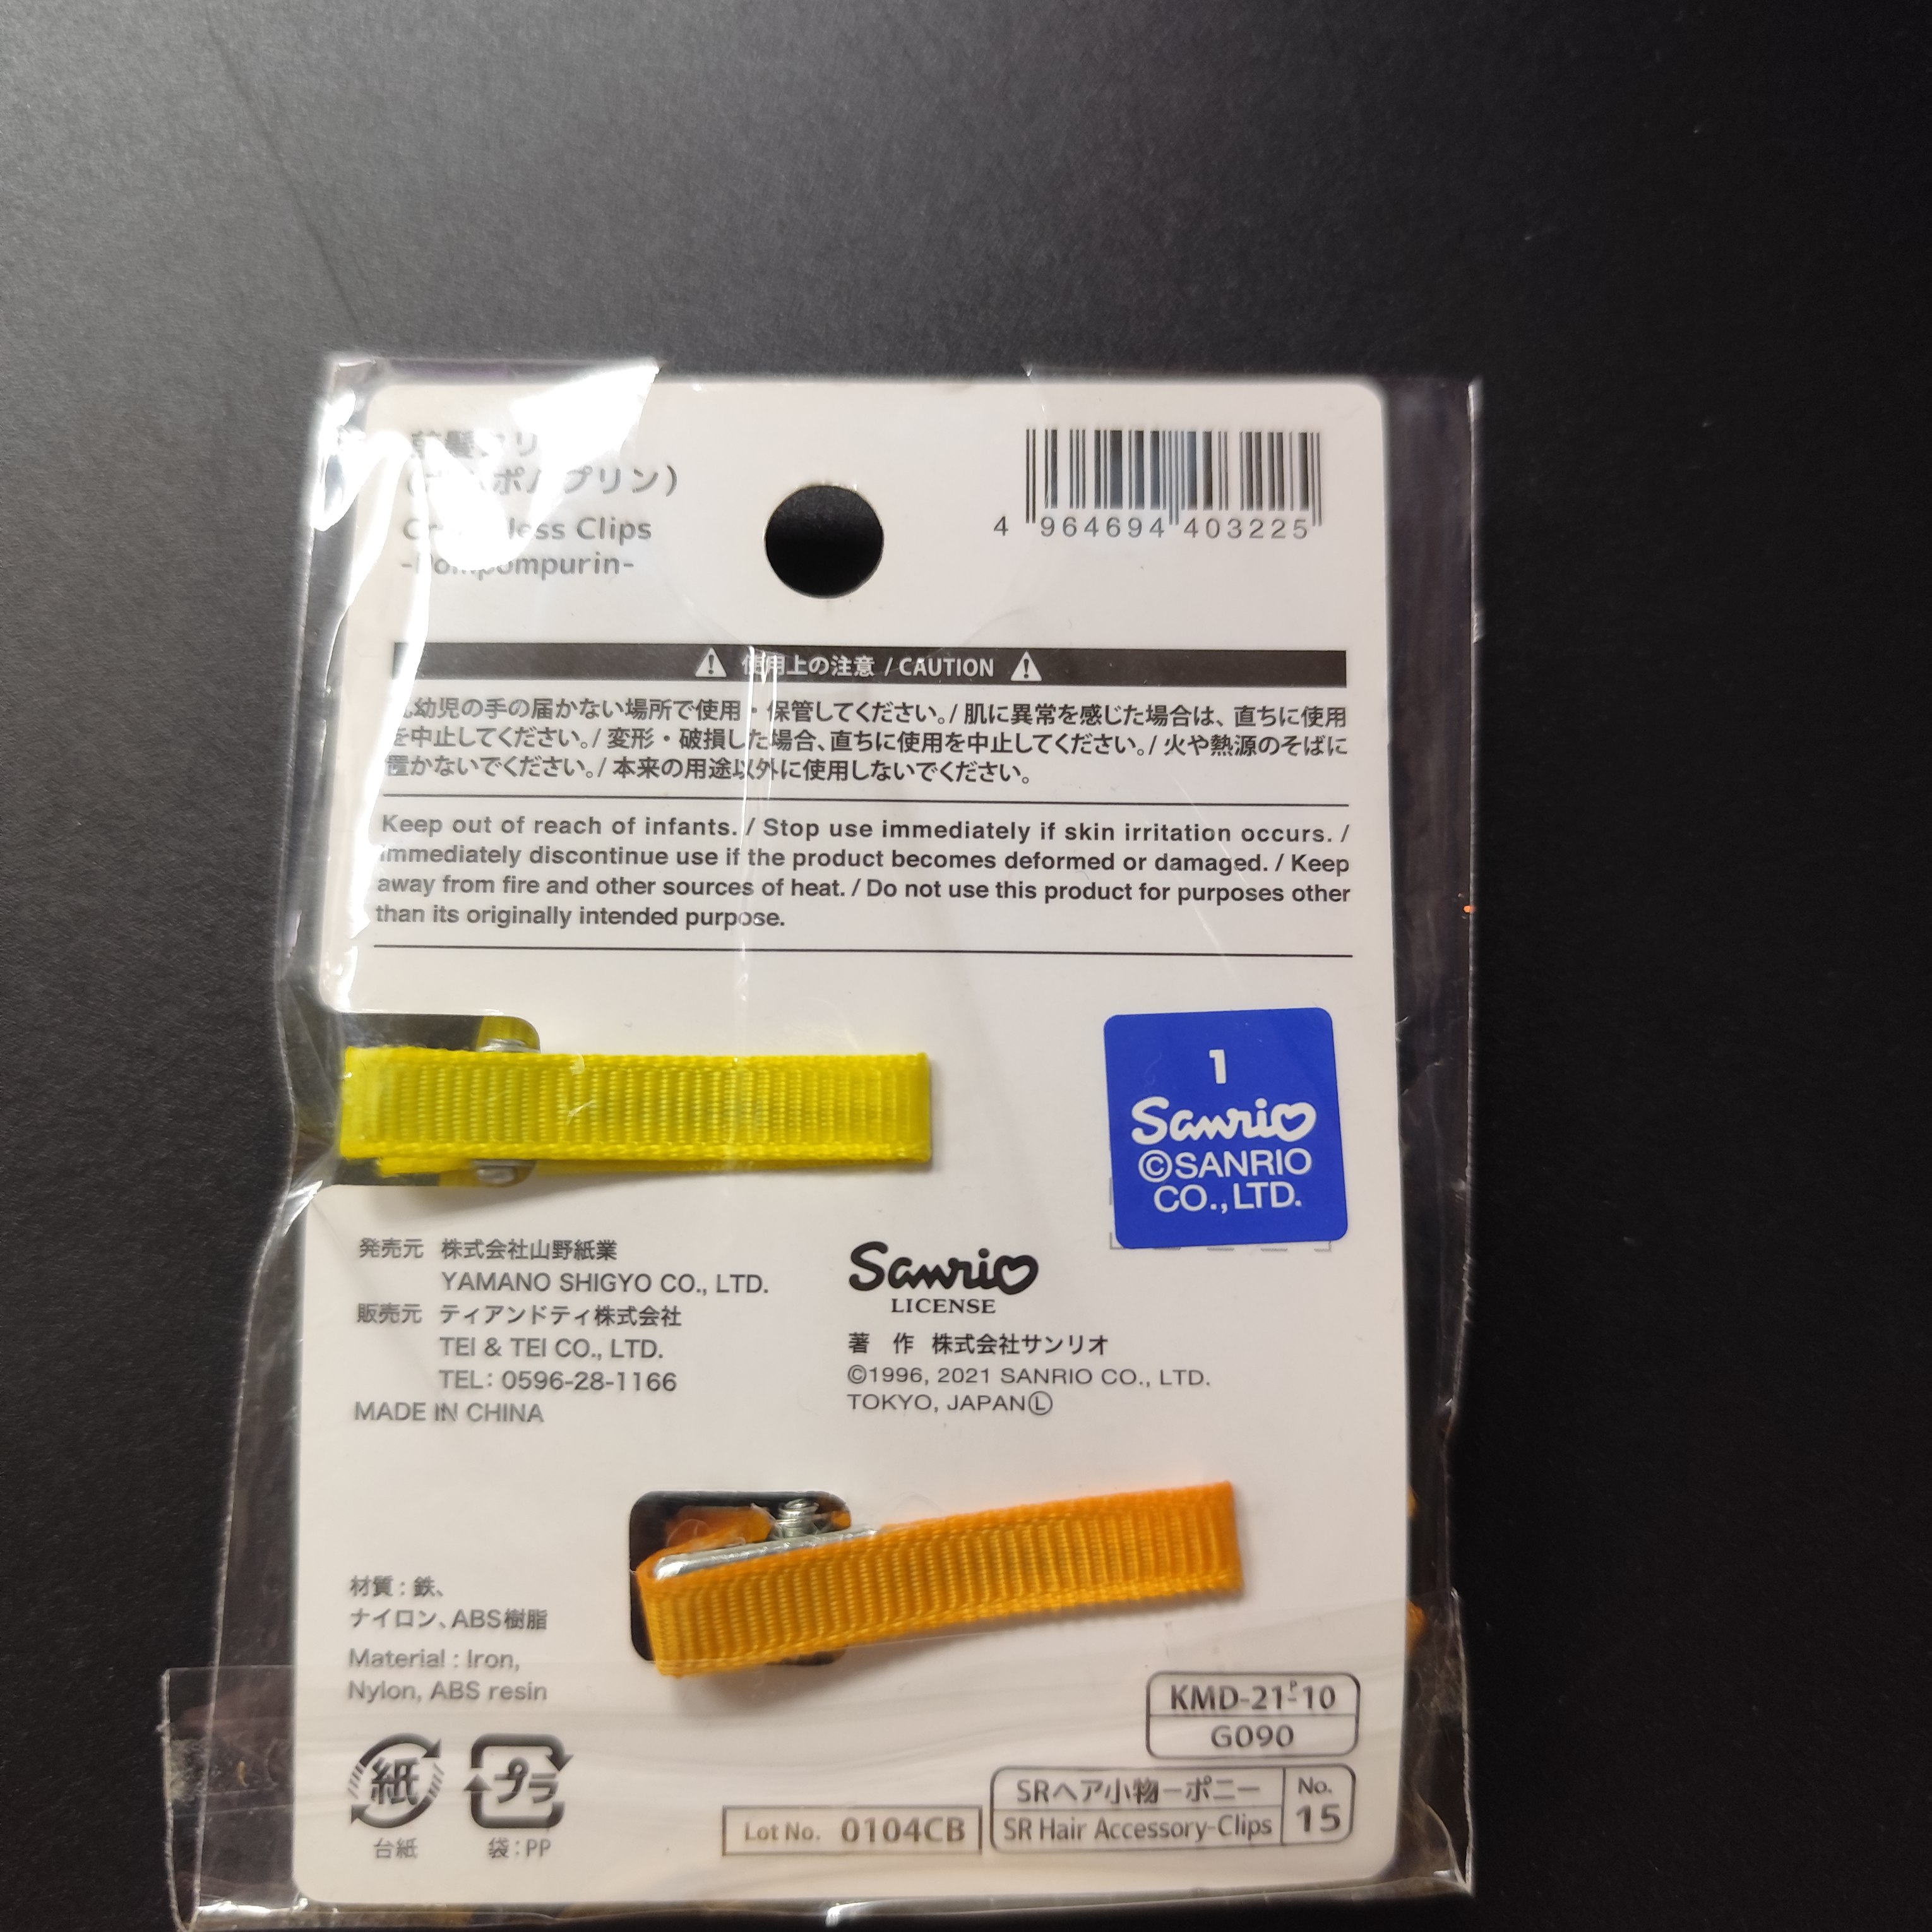 ポムプリン）
Clips
4 964694 403225
使用上の注意 / CAUTION
幼児の手の届かない場所で使用・保管してください。/ 肌に異常を感じた場合は、直ちに使用
を中止してください。/ 変形・破損した場合、直ちに使用を中止してください。/ 火や熱源のそばに
置かないでください。/ 本来の用途以外に使用しないでください。
Keep out of reach of infants. / Stop use immediately if skin irritation occurs. /
Immediately discontinue use if the product becomes deformed or damaged. / Keep
away from fire and other sources of heat. / Do not use this product for purposes other
than its originally intended purpose.
1
Sanrio
©SANRIO
CO.,LTD.
発売元 株式会社山野紙業
YAMANO SHIGYO CO., LTD.
販売元 ティアンドティ株式会社
TEI & TEI CO., LTD.
TEL: 0596-28-1166
MADE IN CHINA
Sanrio
LICENSE
著 作 株式会社サンリオ
©1996, 2021 SANRIO CO., LTD.
TOKYO, JAPAN Ⓛ
材質：鉄、
ナイロン、ABS樹脂
Material : Iron,
Nylon, ABS resin
紙
台紙
プラ
袋：PP
KMD-21-P-10
G090
Lot No. 0104CB
SRヘア小物ーポニー
SR Hair Accessory-Clips
No.
15